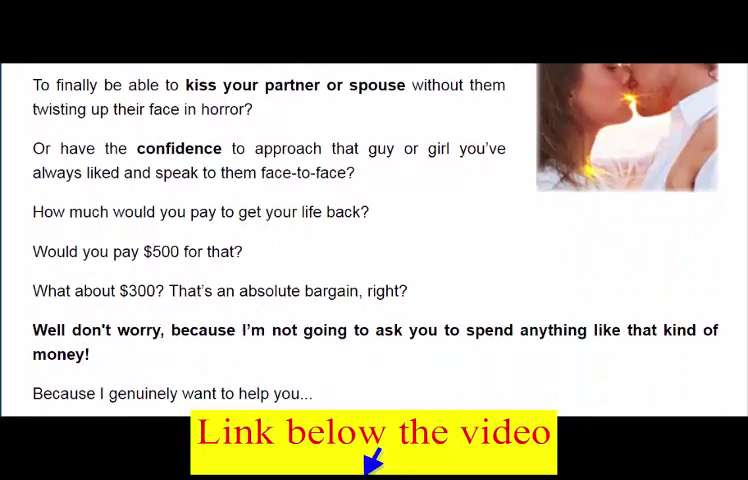 To finally be able to kiss your partner or spouse without them
twisting up their face in horror?
Or have the confidence to approach that guy or girl you've
always liked and speak to them face-to-face?
How much would you pay to get your life back?
Would you pay $500 for that?
What about $300? That's an absolute bargain, right?
Well don't worry, because I'm not going to ask you to spend anything like that kind of
money!
Because I genuinely want to help you...
Link below the video